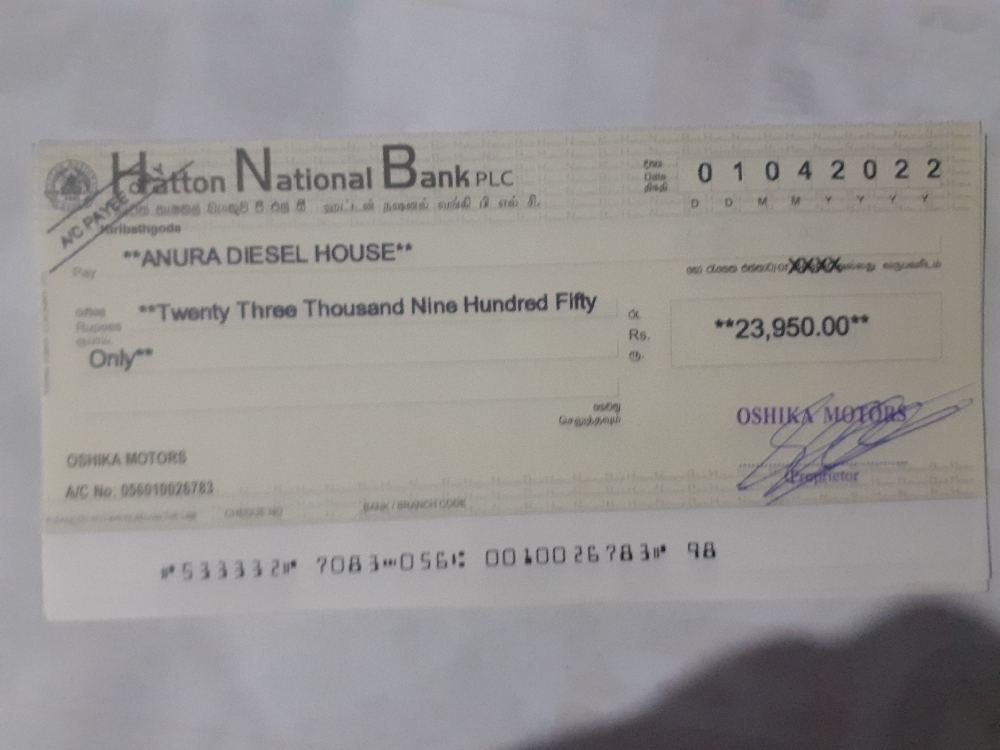 Hatton National Bank PLC
A/C PAYEE
Kiribathgoda
Date
0 1 0 4 2 0 2 2
D D M M Y Y Y Y
Pay
**ANURA DIESEL HOUSE**
XXXX
Rupees
**Twenty Three Thousand Nine Hundred Fifty
Only**
රු.
Rs.
ரூ.
**23,950.00**
OSHIKA MOTORS
Proprietor
OSHIKA MOTORS
A/C No: 056010026783
CHEQUE NO
BANK / BRANCH CODE
⑈533332⑈ 7083⑉056⑆ 0010026783⑈ 98